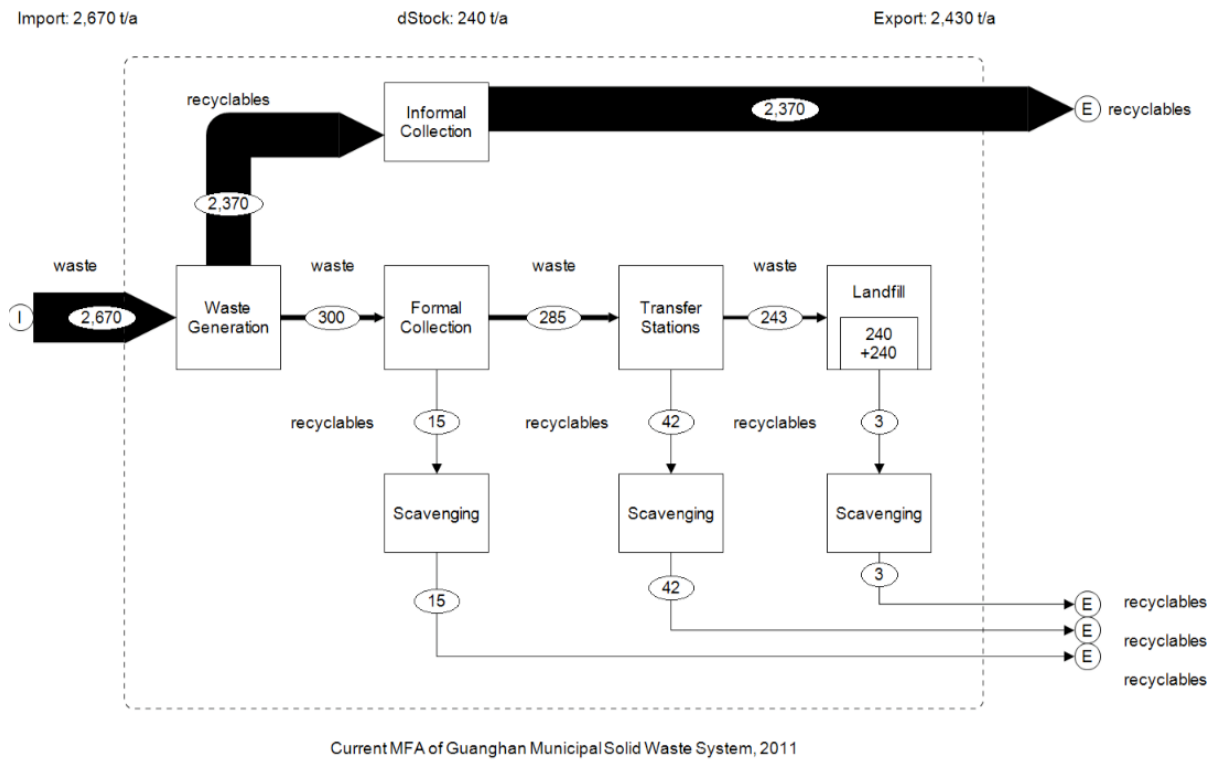 Import: 2,670 t/a
dStock: 240 t/a
Export: 2,430 t/a
recyclables
Informal
Collection
2,370
E
recyclables
2,370
waste
waste
waste
waste
I
2,670
Waste
Generation
300
Formal
Collection
285
Transfer
Stations
243
Landfill
240
+240
recyclables
15
recyclables
42
recyclables
3
Scavenging
Scavenging
Scavenging
15
42
3
E
recyclables
E
recyclables
E
recyclables
Current MFA of Guanghan Municipal Solid Waste System, 2011